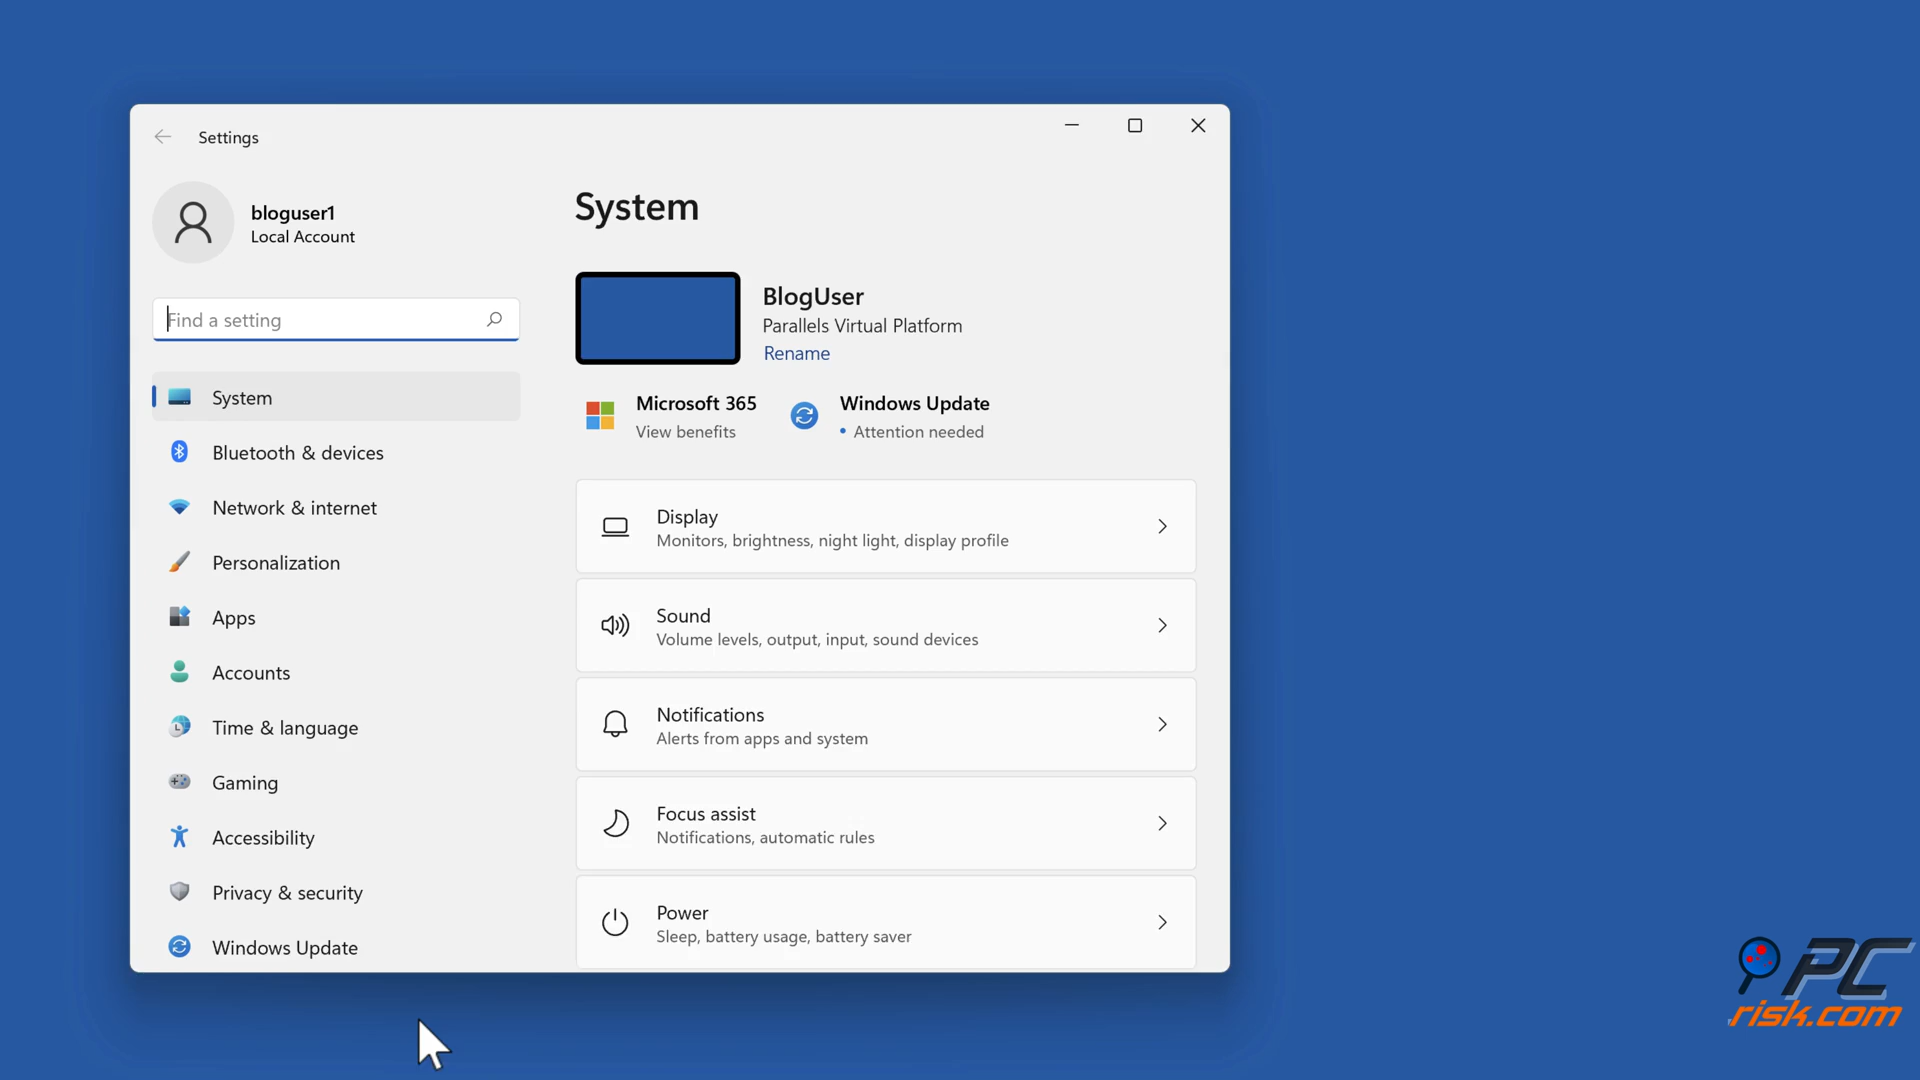 Settings
bloguser1
Local Account
Find a setting
System
Bluetooth & devices
Network & internet
Personalization
Apps
Accounts
Time & language
Gaming
Accessibility
Privacy & security
Windows Update
System
BlogUser
Parallels Virtual Platform
Rename
Microsoft 365
View benefits
Windows Update
• Attention needed
Display
Monitors, brightness, night light, display profile
Sound
Volume levels, output, input, sound devices
Notifications
Alerts from apps and system
Focus assist
Notifications, automatic rules
Power
Sleep, battery usage, battery saver
PC
risk.com